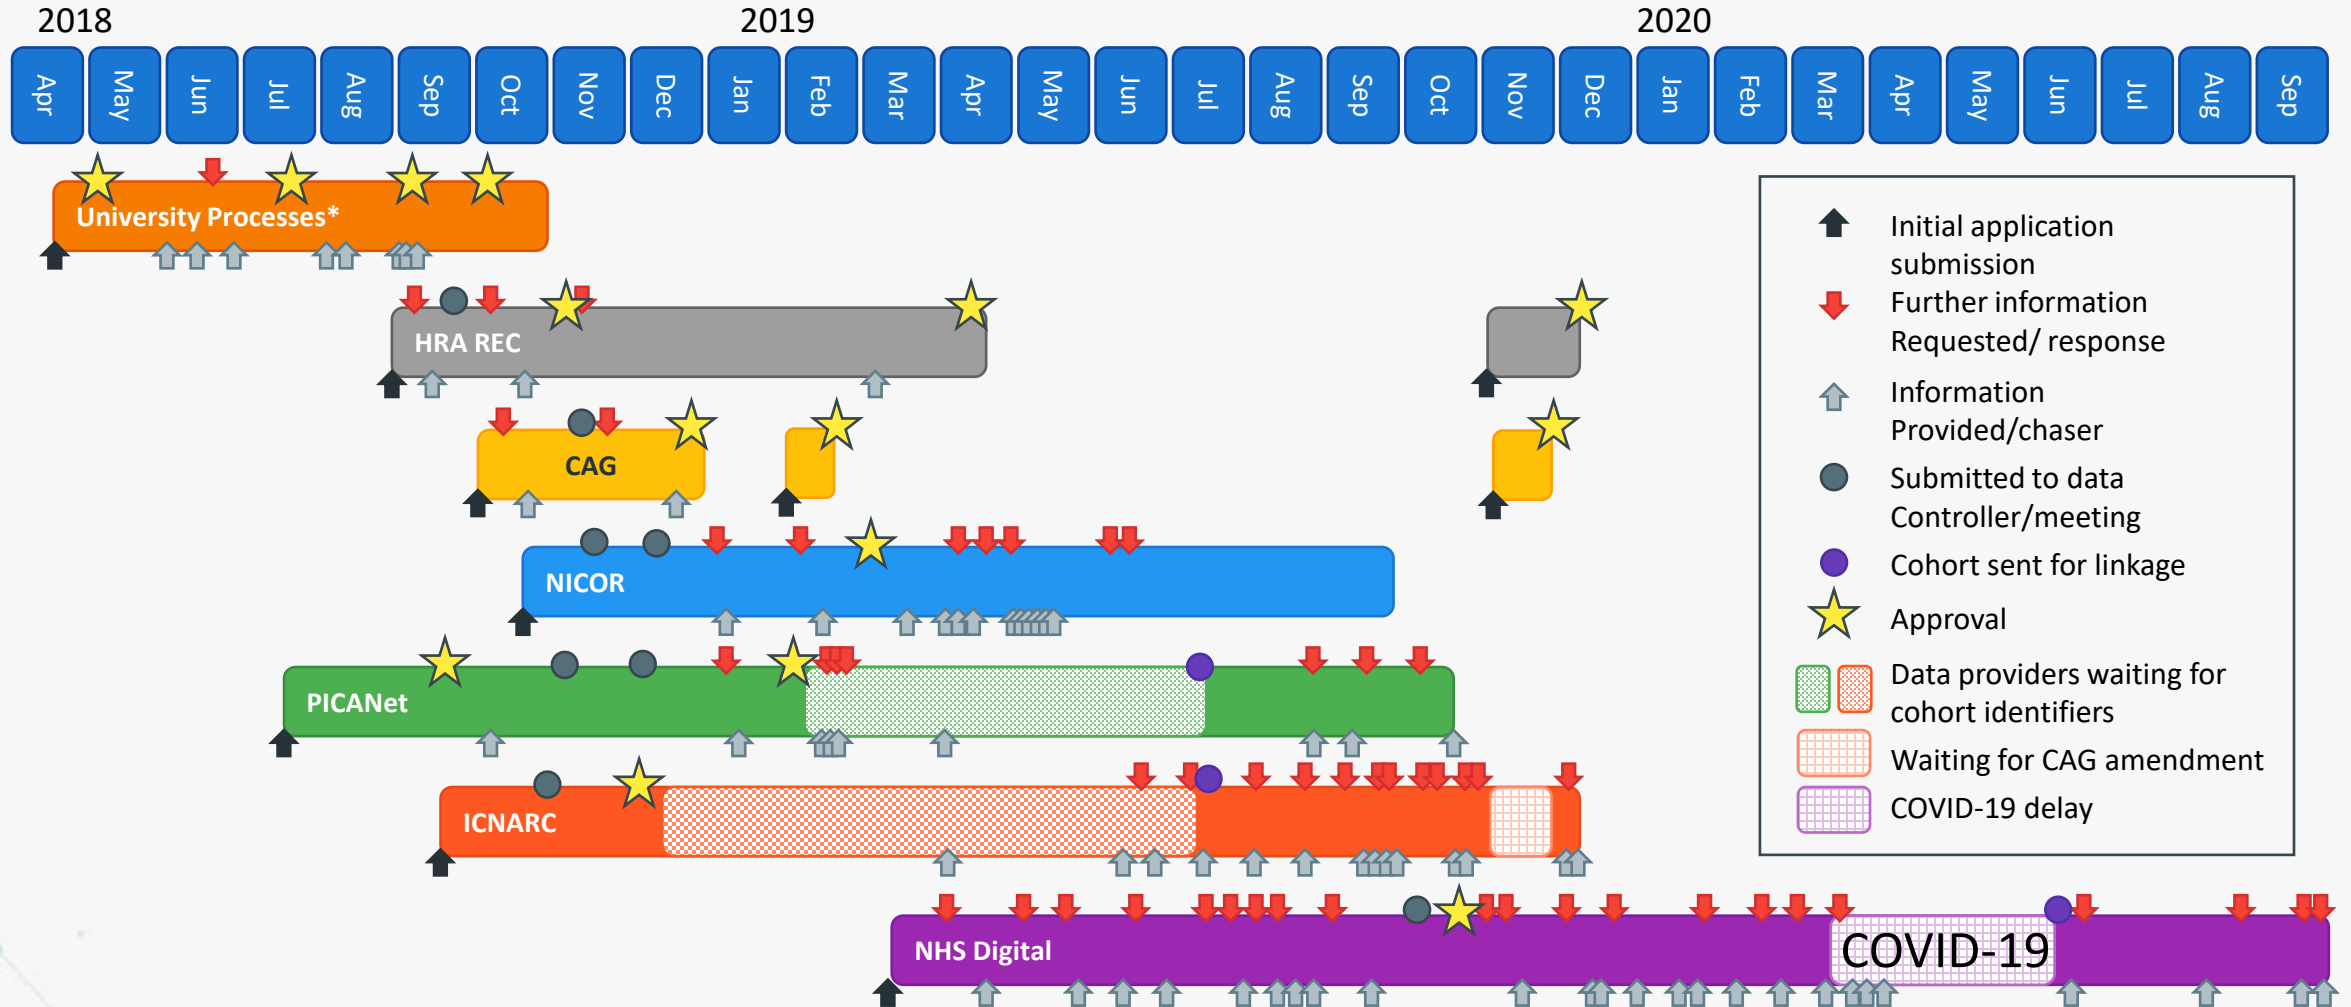 2018 2019 2020
Apr May Jun Jul Aug Sep Oct Nov Dec Jan Feb Mar Apr May Jun Jul Aug Sep Oct Nov Dec Jan Feb Mar Apr May Jun Jul Aug Sep
University Processes*
HRA REC
CAG
NICOR
PICANet
ICNARC
NHS Digital
COVID-19
Initial application
submission
Further information
Requested/ response
Information
Provided/chaser
Submitted to data
Controller/meeting
Cohort sent for linkage
Approval
Data providers waiting for
cohort identifiers
Waiting for CAG amendment
COVID-19 delay